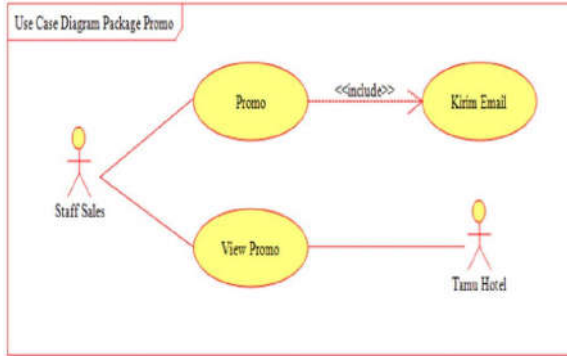 Use Case Diagram Package Promo
Promo
<<include>>
Kirim Email
Staff Sales
View Promo
Tamu Hotel